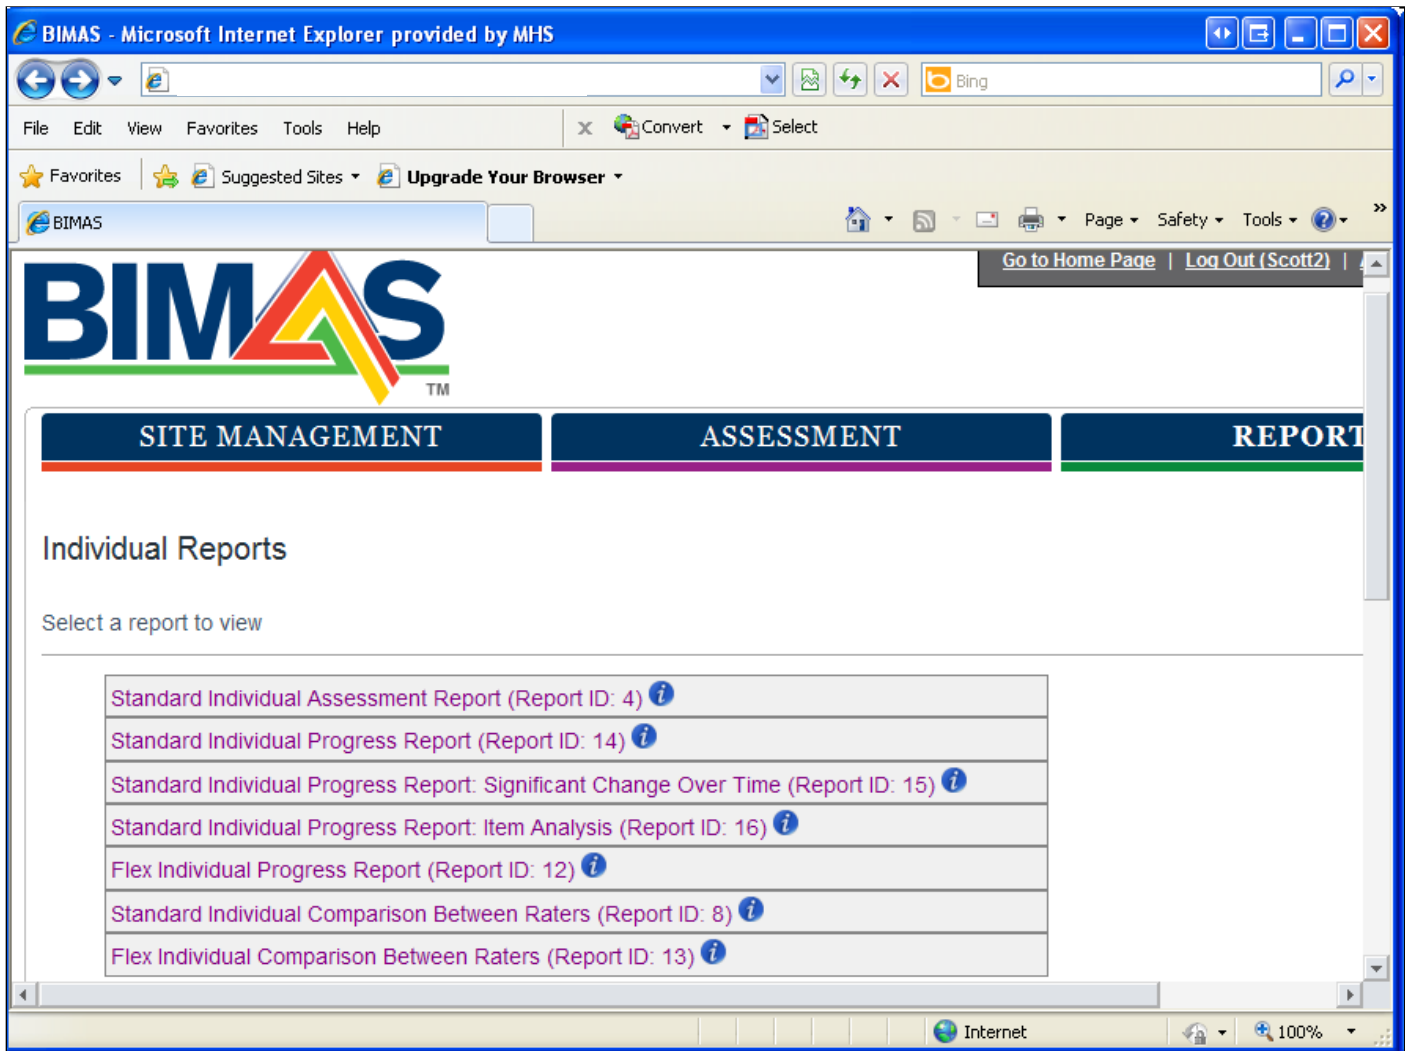 BIMAS - Microsoft Internet Explorer provided by MHS
Bing
File Edit View Favorites Tools Help x Convert Select
Favorites Suggested Sites Upgrade Your Browser
BIMAS Page Safety Tools »
Go to Home Page | Log Out (Scott2) |
BIMAS
TM
SITE MANAGEMENT ASSESSMENT REPORT
Individual Reports
Select a report to view
Standard Individual Assessment Report (Report ID: 4) i
Standard Individual Progress Report (Report ID: 14) i
Standard Individual Progress Report: Significant Change Over Time (Report ID: 15) i
Standard Individual Progress Report: Item Analysis (Report ID: 16) i
Flex Individual Progress Report (Report ID: 12) i
Standard Individual Comparison Between Raters (Report ID: 8) i
Flex Individual Comparison Between Raters (Report ID: 13) i
Internet 100%